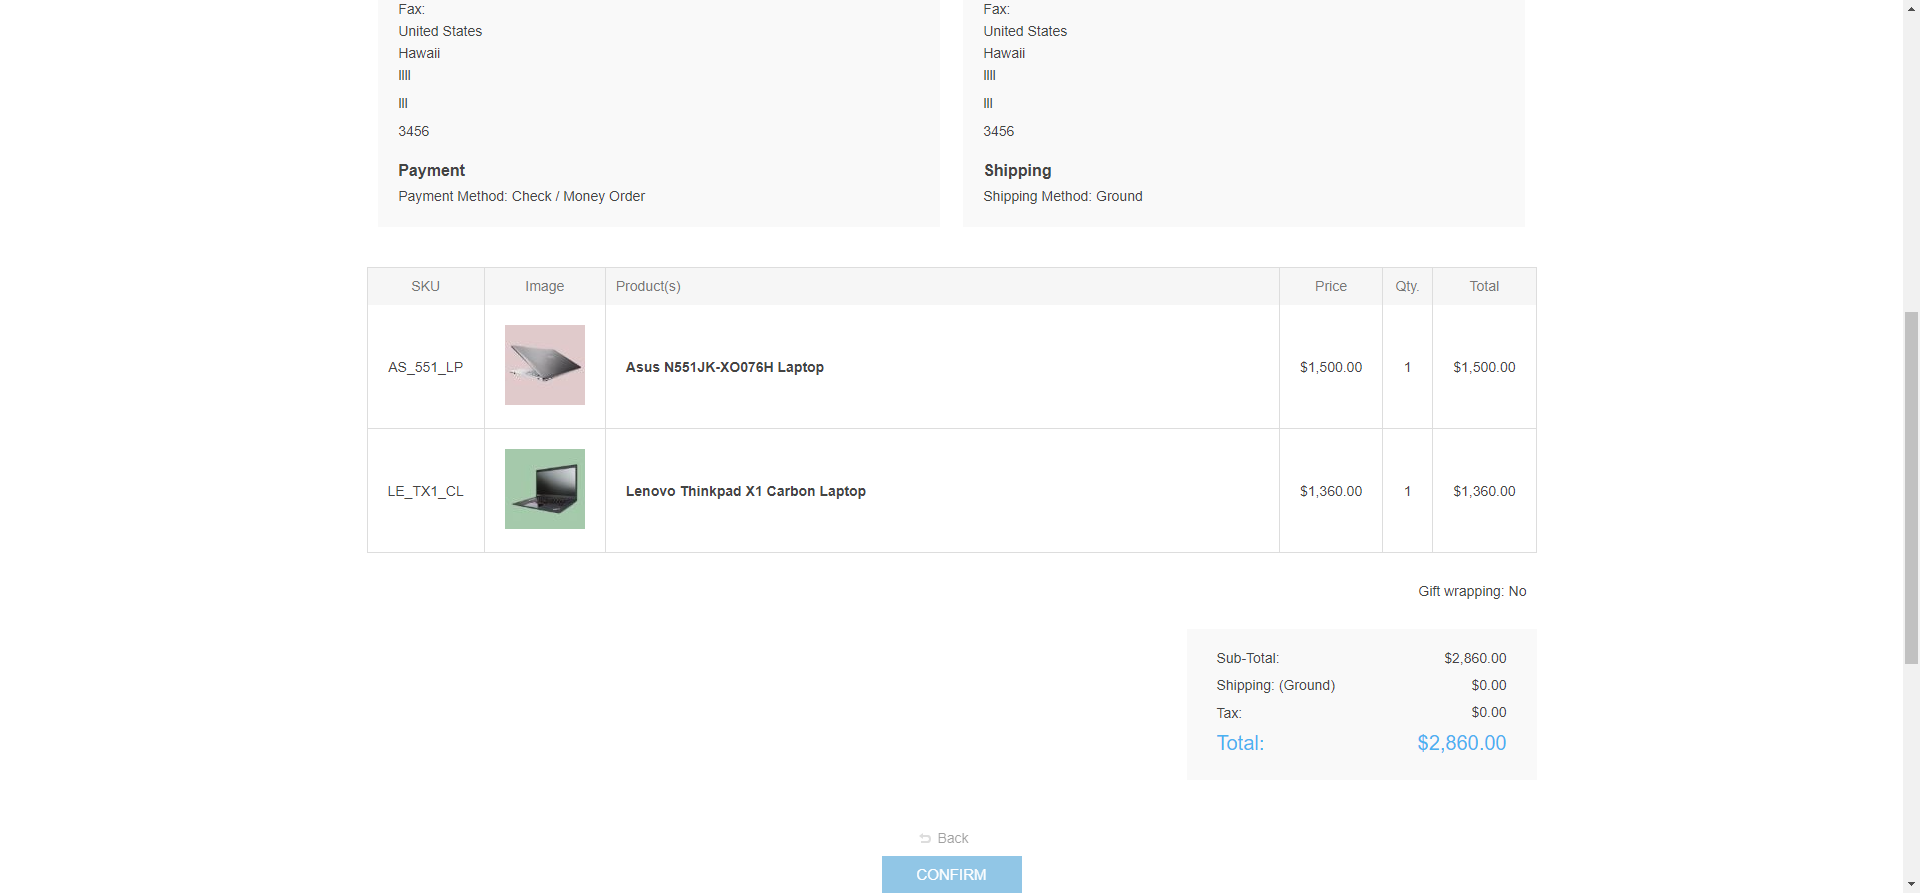 Fax:
United States
Hawaii
llll
lll
3456
Payment
Payment Method: Check / Money Order
Fax:
United States
Hawaii
llll
lll
3456
Shipping
Shipping Method: Ground
SKU Image Product(s) Price Qty. Total
AS_551_LP Asus N551JK-XO076H Laptop $1,500.00 1 $1,500.00
LE_TX1_CL Lenovo Thinkpad X1 Carbon Laptop $1,360.00 1 $1,360.00
Gift wrapping: No
Sub-Total: $2,860.00
Shipping: (Ground) $0.00
Tax: $0.00
Total: $2,860.00
Back
CONFIRM